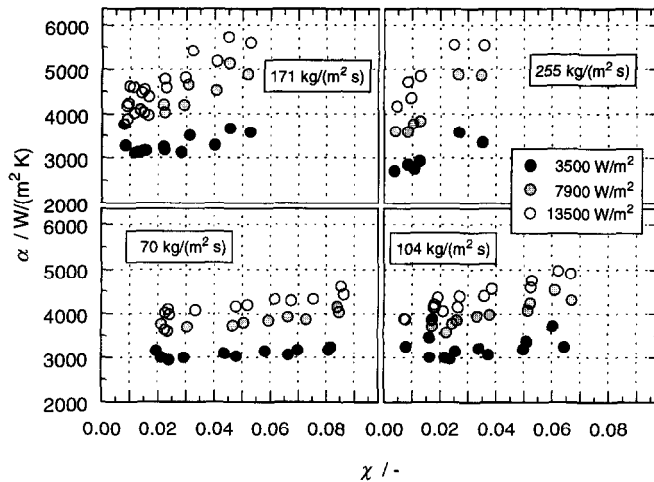 6000
5000
4000
3000
2000
α / W/(m² K)
171 kg/(m² s)
255 kg/(m² s)
3500 W/m²
7900 W/m²
13500 W/m²
6000
5000
4000
3000
2000
70 kg/(m² s)
104 kg/(m² s)
0.00 0.02 0.04 0.06 0.08 0.00 0.02 0.04 0.06 0.08
χ / -